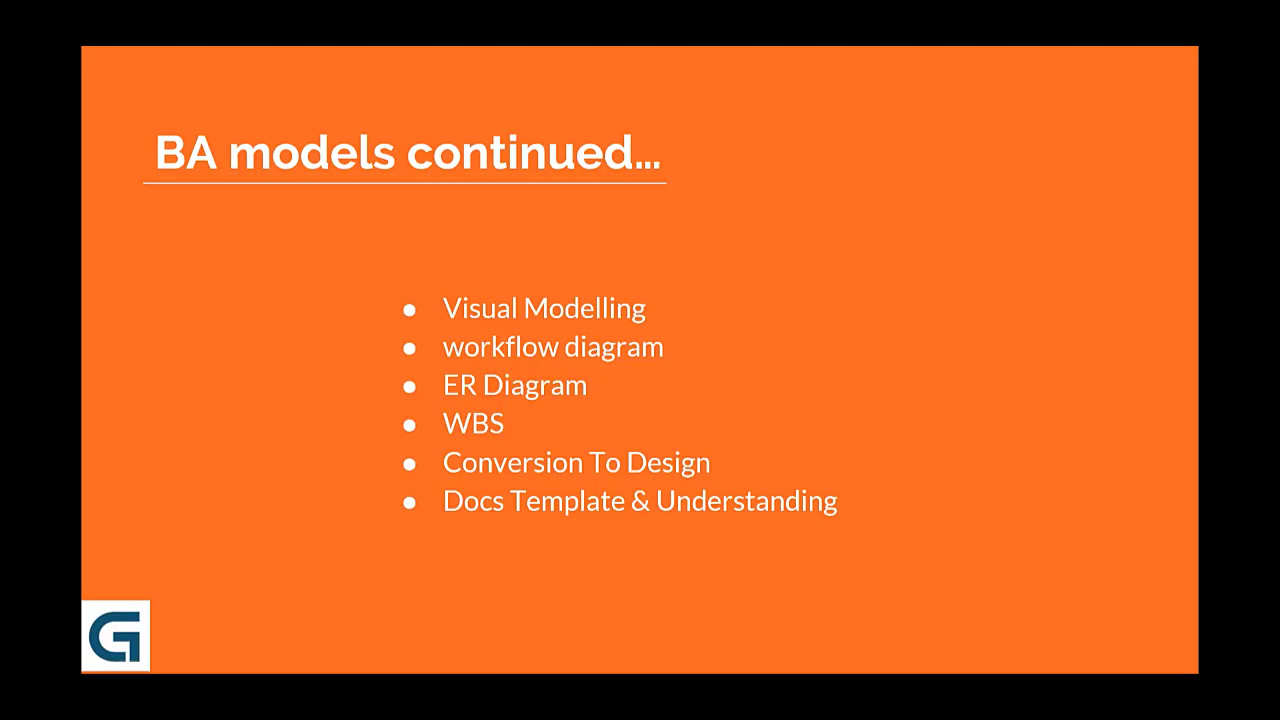 BA models continued...
● Visual Modelling
● workflow diagram
● ER Diagram
● WBS
● Conversion To Design
● Docs Template & Understanding
G